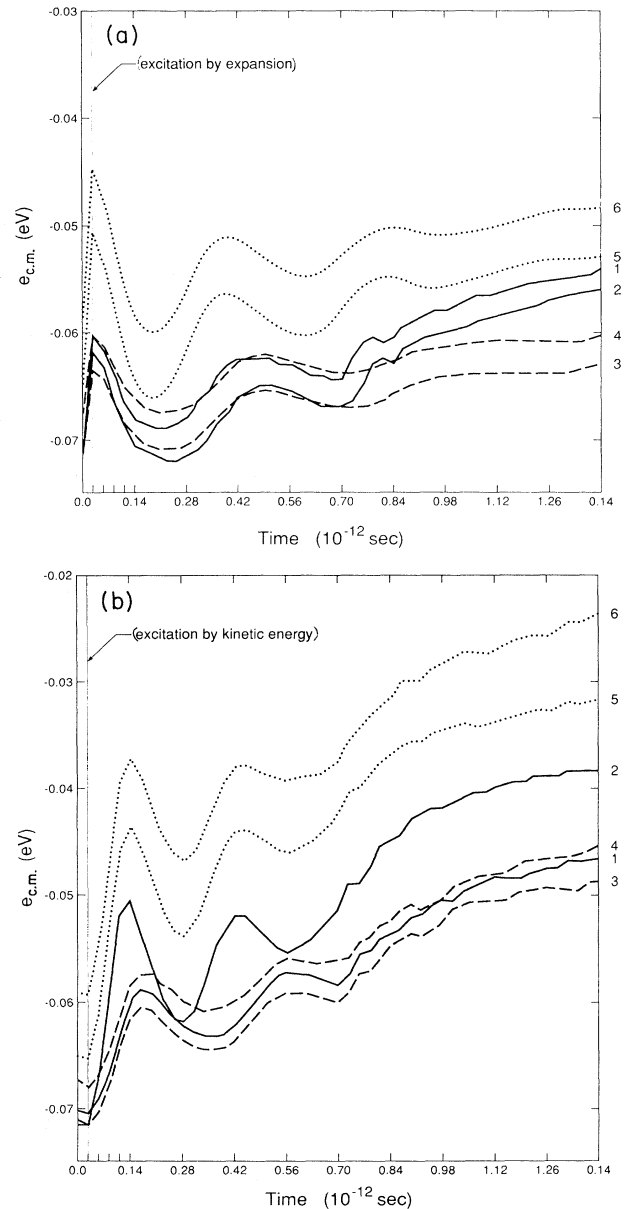 (a)
(excitation by expansion)
-0.03
-0.04
-0.05
-0.06
-0.07
e c.m. (eV)
6
5
1
2
4
3
0.0 0.14 0.28 0.42 0.56 0.70 0.84 0.98 1.12 1.26 0.14
Time (10-12 sec)
(b)
(excitation by kinetic energy)
-0.02
-0.03
-0.04
-0.05
-0.06
-0.07
e c.m. (eV)
6
5
2
4
1
3
0.0 0.14 0.28 0.42 0.56 0.70 0.84 0.98 1.12 1.26 0.14
Time (10-12 sec)